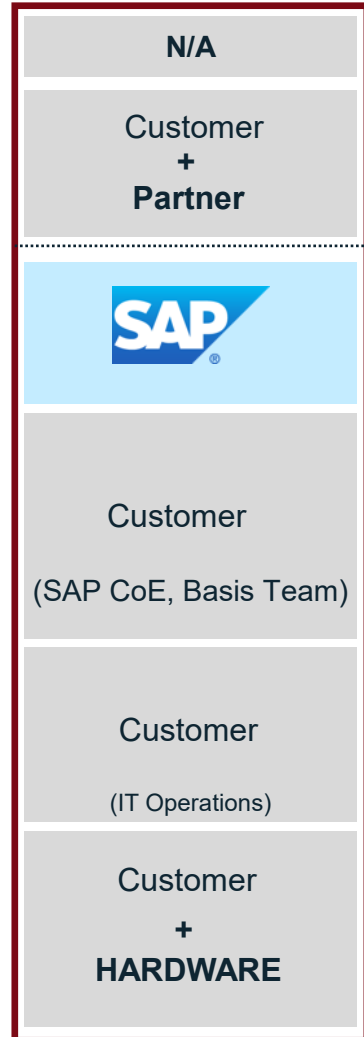 N/A
Customer
+
Partner
SAP
®
Customer
(SAP CoE, Basis Team)
Customer
(IT Operations)
Customer
+
HARDWARE